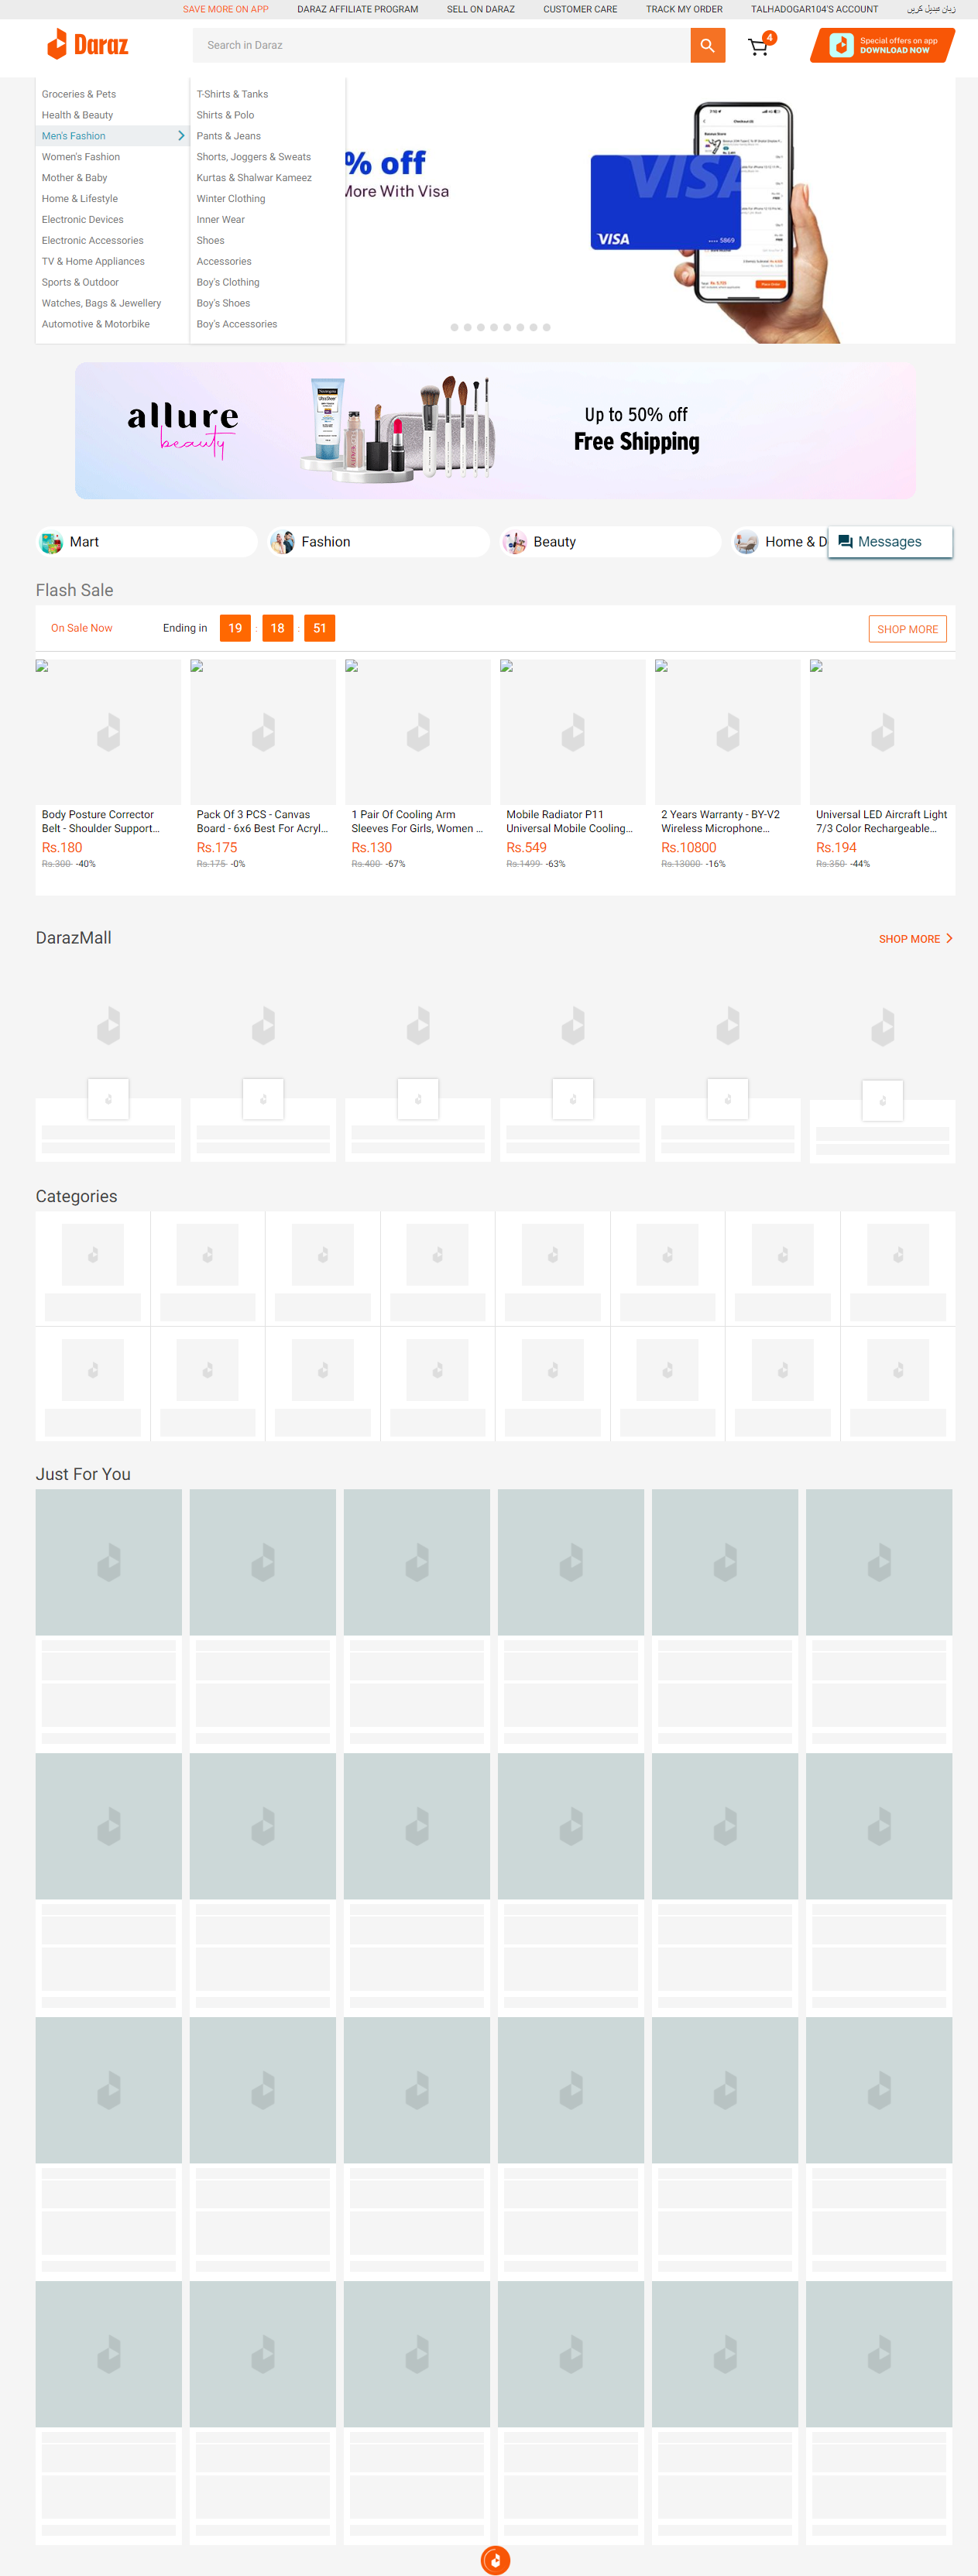 SAVE MORE ON APP
DARAZ AFFILIATE PROGRAM
SELL ON DARAZ
CUSTOMER CARE
TRACK MY ORDER
TALHADOGAR104'S ACCOUNT
زبان تبدیل کریں
Daraz
Search in Daraz
4
Special offers on app
DOWNLOAD NOW
Groceries & Pets
Health & Beauty
Men's Fashion
Women's Fashion
Mother & Baby
Home & Lifestyle
Electronic Devices
Electronic Accessories
TV & Home Appliances
Sports & Outdoor
Watches, Bags & Jewellery
Automotive & Motorbike
T-Shirts & Tanks
Shirts & Polo
Pants & Jeans
Shorts, Joggers & Sweats
Kurtas & Shalwar Kameez
Winter Clothing
Inner Wear
Shoes
Accessories
Boy's Clothing
Boy's Shoes
Boy's Accessories
% off
More With Visa
VISA
VISA
5869
Checkout
allure
beauty
Up to 50% off
Free Shipping
Mart
Fashion
Beauty
Home & D
Messages
Flash Sale
On Sale Now
Ending in
19 : 18 : 51
SHOP MORE
Body Posture Corrector
Belt - Shoulder Support...
Rs.180
Rs.300 -40%
Pack Of 3 PCS - Canvas
Board - 6x6 Best For Acryl...
Rs.175
Rs.175 -0%
1 Pair Of Cooling Arm
Sleeves For Girls, Women ...
Rs.130
Rs.400 -67%
Mobile Radiator P11
Universal Mobile Cooling...
Rs.549
Rs.1499 -63%
2 Years Warranty - BY-V2
Wireless Microphone...
Rs.10800
Rs.13000 -16%
Universal LED Aircraft Light
7/3 Color Rechargeable...
Rs.194
Rs.350 -44%
DarazMall
SHOP MORE
Categories
Just For You